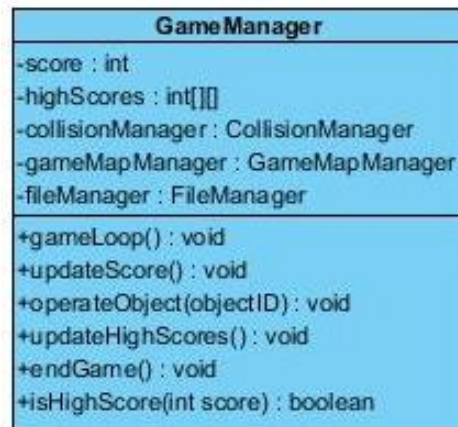 GameManager
-score : int
-highScores : int[][]
-collisionManager : CollisionManager
-gameMapManager : GameMapManager
-fileManager : FileManager
+gameLoop() : void
+updateScore() : void
+operateObject(objectID) : void
+updateHighScores() : void
+endGame() : void
+isHighScore(int score) : boolean